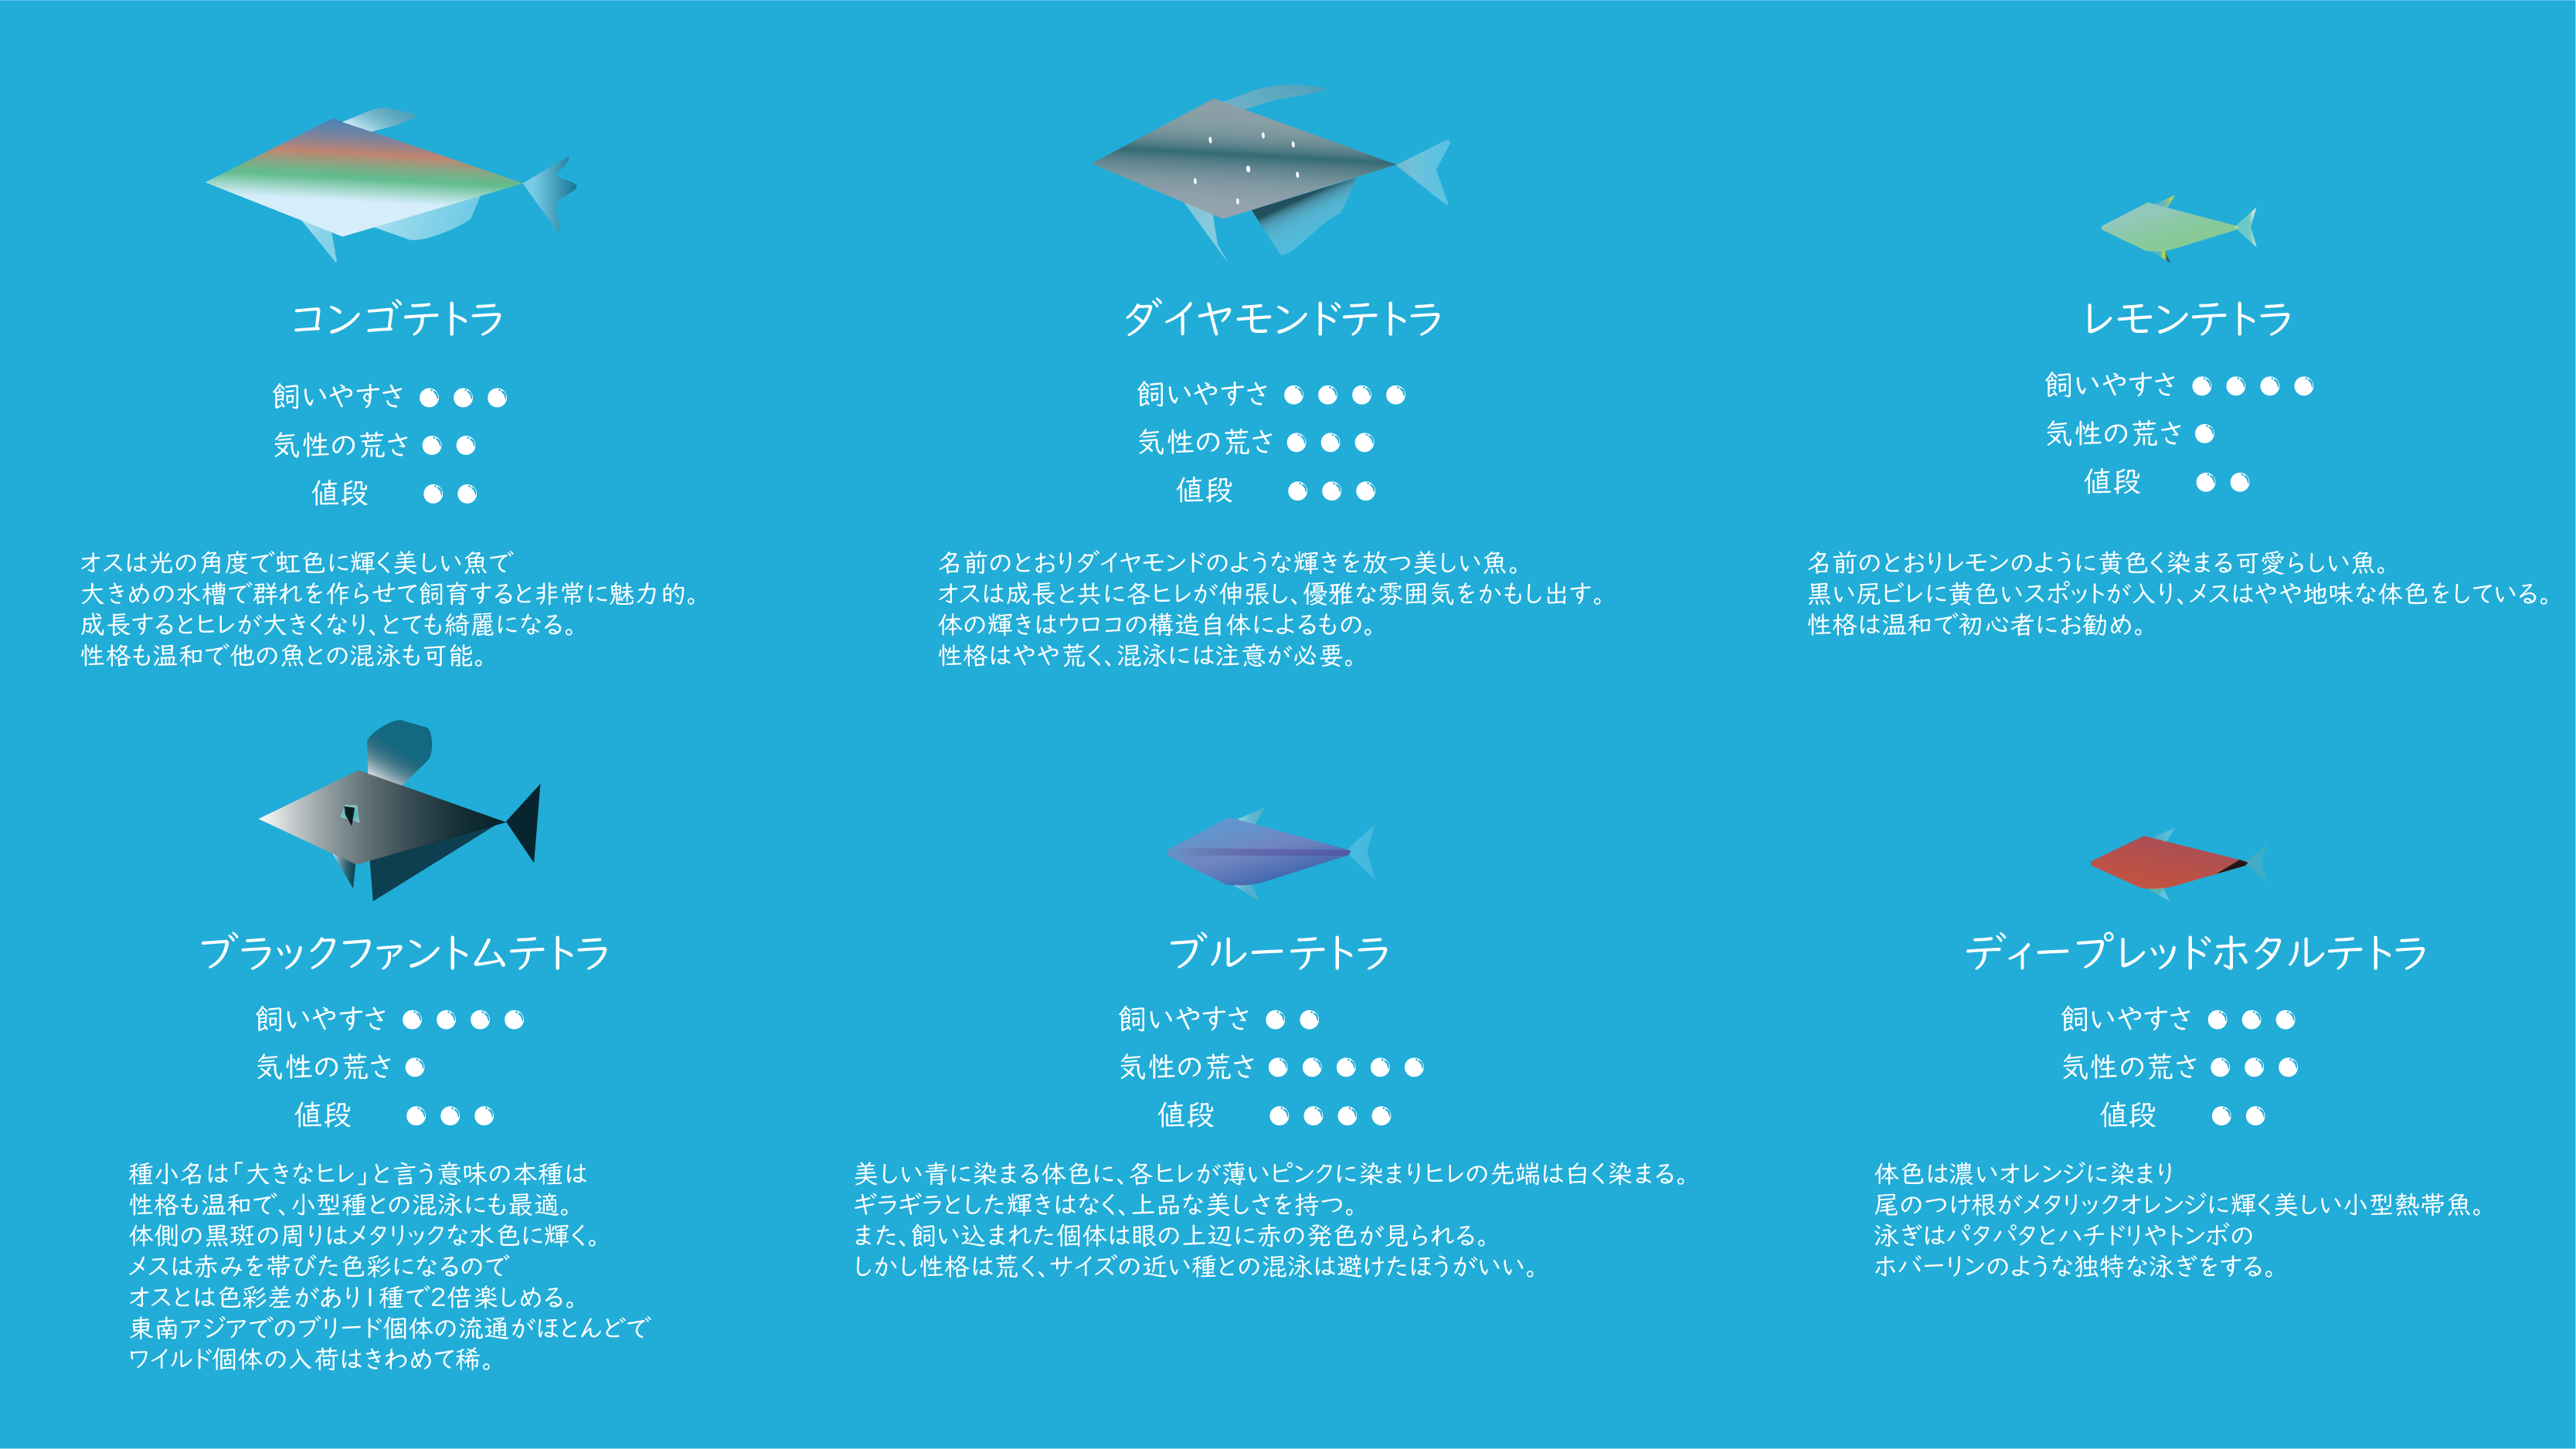 コンゴテトラ
飼いやすさ
気性の荒さ
値段
オスは光の角度で虹色に輝く美しい魚で
大きめの水槽で群れを作らせて飼育すると非常に魅力的。
成長するとヒレが大きくなり、とても綺麗になる。
性格も温和で他の魚との混泳も可能。
ダイヤモンドテトラ
飼いやすさ
気性の荒さ
値段
名前のとおりダイヤモンドのような輝きを放つ美しい魚。
オスは成長と共に各ヒレが伸張し、優雅な雰囲気をかもし出す。
体の輝きはウロコの構造自体によるもの。
性格はやや荒く、混泳には注意が必要。
レモンテトラ
飼いやすさ
気性の荒さ
値段
名前のとおりレモンのように黄色く染まる可愛らしい魚。
黒い尻ビレに黄色いスポットが入り、メスはやや地味な体色をしている。
性格は温和で初心者にお勧め。
ブラックファントムテトラ
飼いやすさ
気性の荒さ
値段
種小名は「大きなヒレ」と言う意味の本種は
性格も温和で、小型種との混泳にも最適。
体側の黒斑の周りはメタリックな水色に輝く。
メスは赤みを帯びた色彩になるので
オスとは色彩差があり1種で2倍楽しめる。
東南アジアでのブリード個体の流通がほとんどで
ワイルド個体の入荷はきわめて稀。
ブルーテトラ
飼いやすさ
気性の荒さ
値段
美しい青に染まる体色に、各ヒレが薄いピンクに染まりヒレの先端は白く染まる。
ギラギラとした輝きはなく、上品な美しさを持つ。
また、飼い込まれた個体は眼の上辺に赤の発色が見られる。
しかし性格は荒く、サイズの近い種との混泳は避けたほうがいい。
ディープレッドホタルテトラ
飼いやすさ
気性の荒さ
値段
体色は濃いオレンジに染まり
尾のつけ根がメタリックオレンジに輝く美しい小型熱帯魚。
泳ぎはパタパタとハチドリやトンボの
ホバーリンのような独特な泳ぎをする。